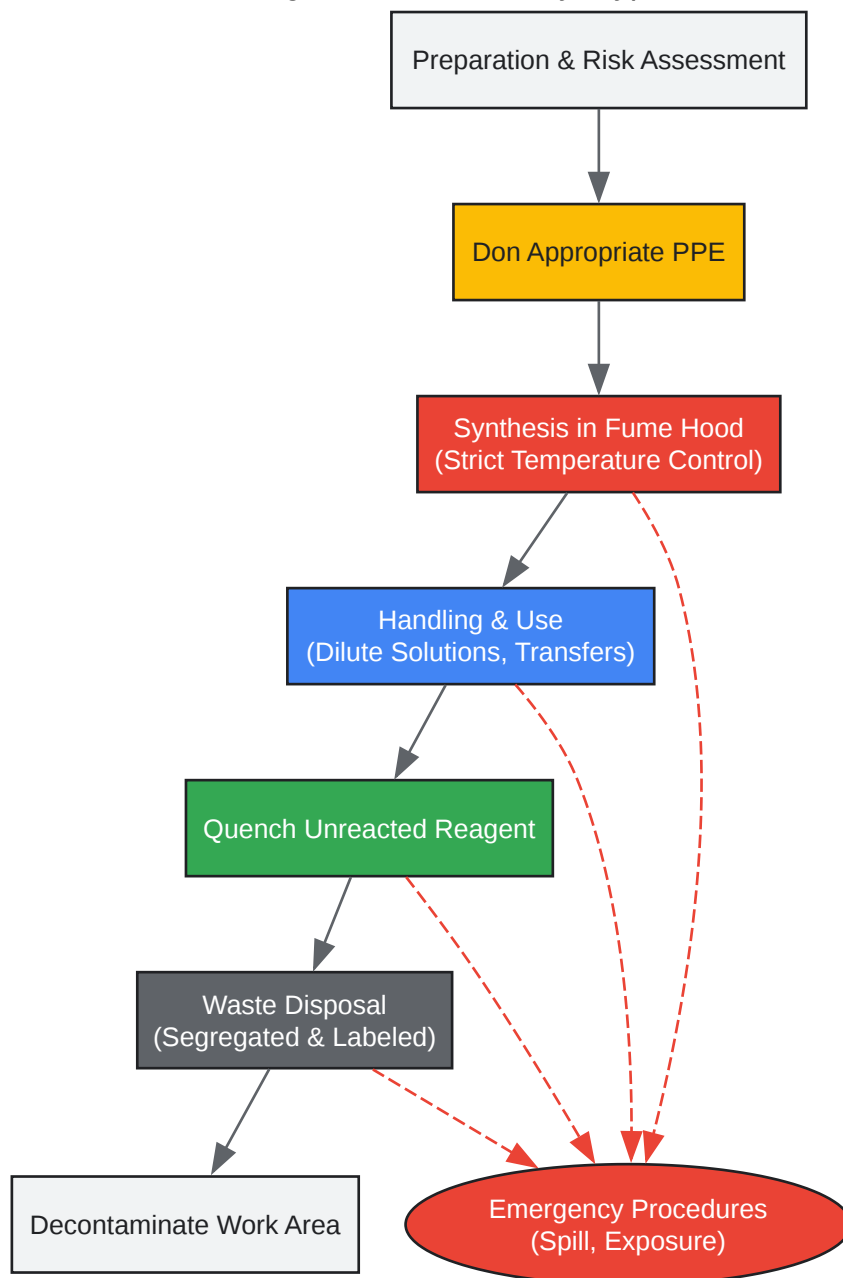 Preparation & Risk Assessment
Don Appropriate PPE
Synthesis in Fume Hood
(Strict Temperature Control)
Handling & Use
(Dilute Solutions, Transfers)
Quench Unreacted Reagent
Waste Disposal
(Segregated & Labeled)
Decontaminate Work Area
Emergency Procedures
(Spill, Exposure)